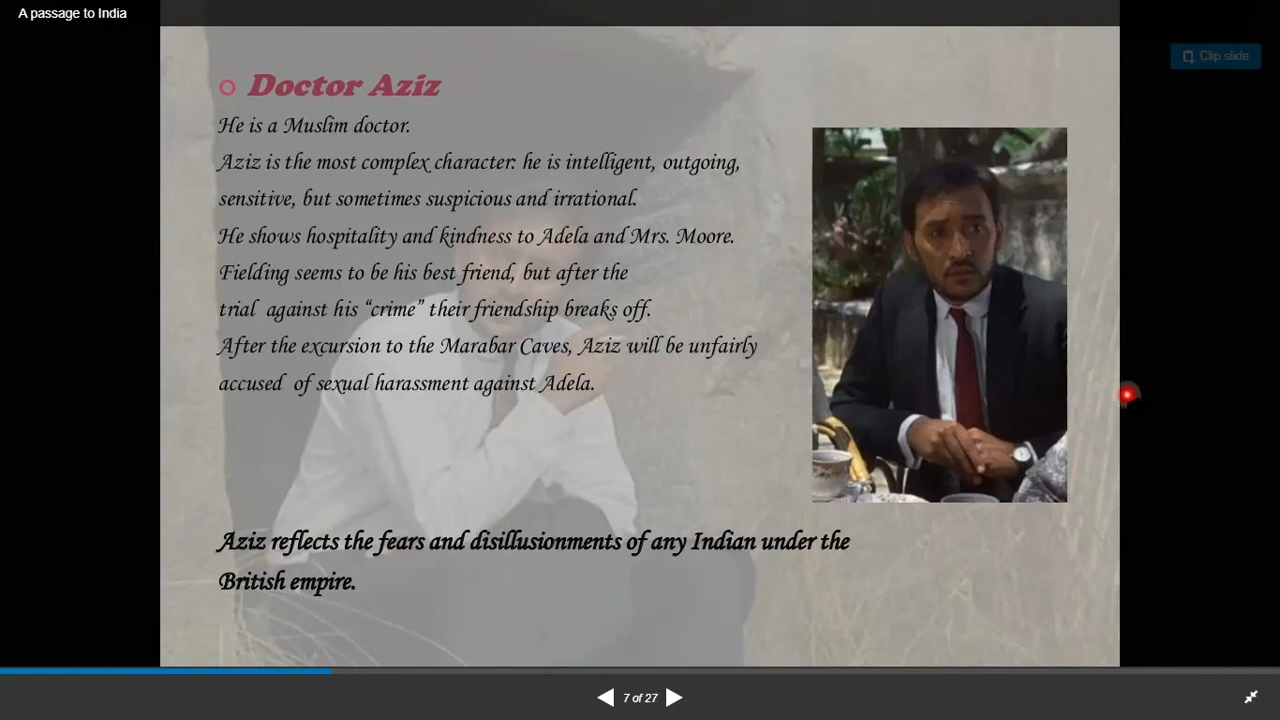 A passage to India
Clip slide
Doctor Aziz
He is a Muslim doctor.
Aziz is the most complex character: he is intelligent, outgoing,
sensitive, but sometimes suspicious and irrational.
He shows hospitality and kindness to Adela and Mrs. Moore.
Fielding seems to be his best friend, but after the
trial against his “crime” their friendship breaks off.
After the excursion to the Marabar Caves, Aziz will be unfairly
accused of sexual harassment against Adela.
Aziz reflects the fears and disillusionments of any Indian under the
British empire.
7 of 27